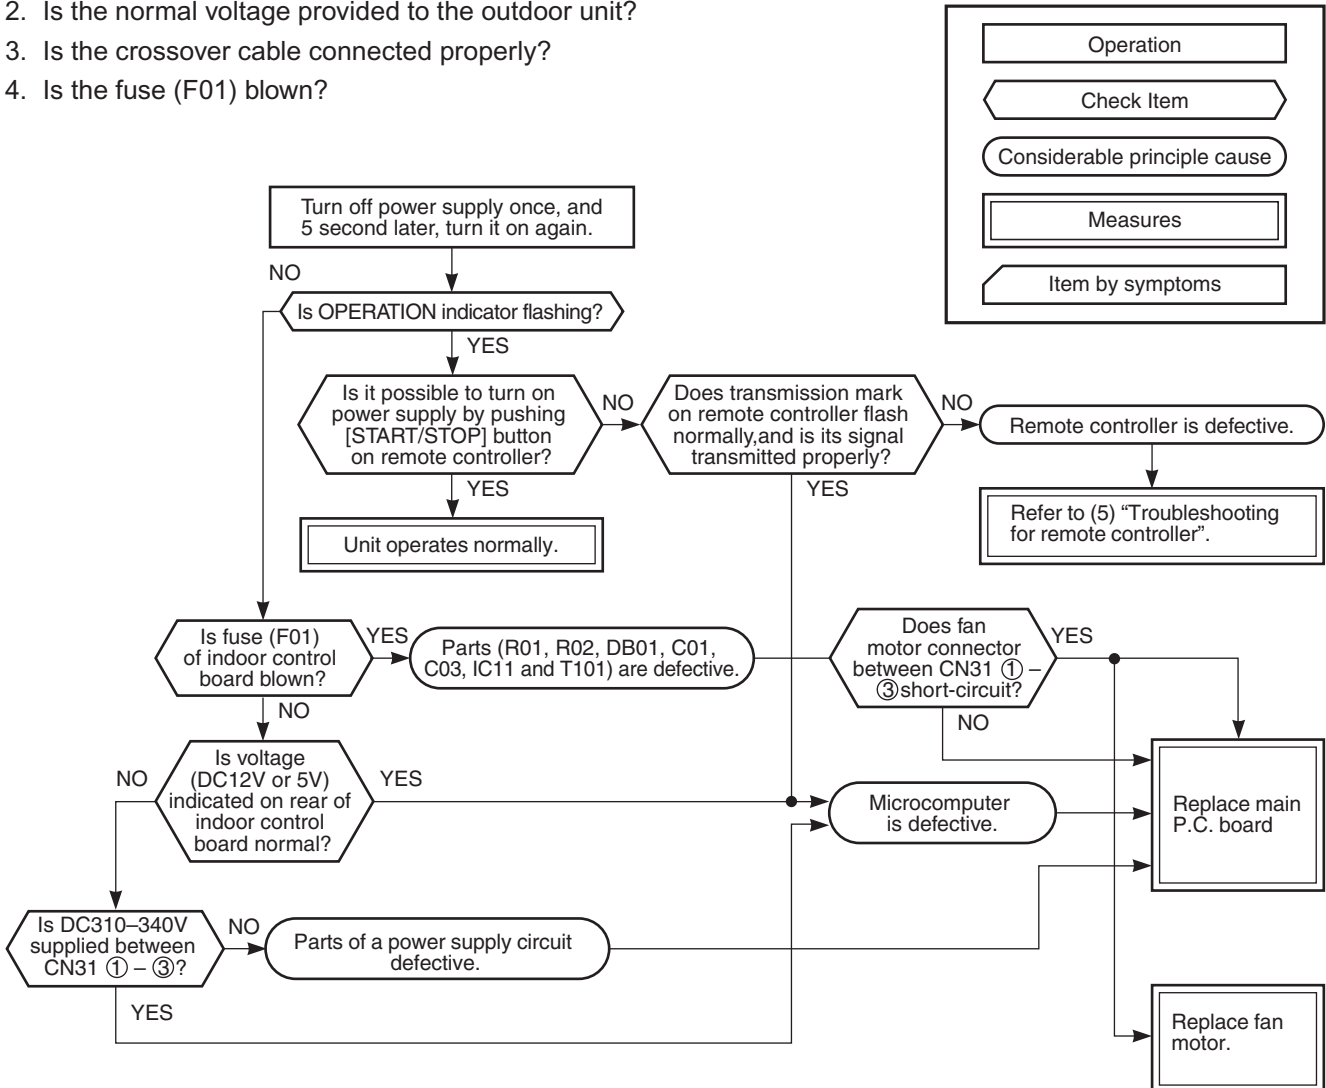 2. Is the normal voltage provided to the outdoor unit?
3. Is the crossover cable connected properly?
4. Is the fuse (F01) blown?
Operation
Check Item
Considerable principle cause
Measures
Item by symptoms
Turn off power supply once, and
5 second later, turn it on again.
NO
Is OPERATION indicator flashing?
YES
Is it possible to turn on
power supply by pushing
[START/STOP] button
on remote controller?
NO
Does transmission mark
on remote controller flash
normally,and is its signal
transmitted properly?
NO
Remote controller is defective.
YES
YES
Unit operates normally.
Refer to (5) “Troubleshooting
for remote controller”.
Is fuse (F01)
of indoor control
board blown?
YES
Parts (R01, R02, DB01, C01,
C03, IC11 and T101) are defective.
Does fan
motor connector
between CN31 ① –
③short-circuit?
YES
NO
NO
Is voltage
(DC12V or 5V)
indicated on rear of
indoor control
board normal?
NO
YES
Microcomputer
is defective.
Replace main
P.C. board
Is DC310–340V
supplied between
CN31 ① – ③?
NO
Parts of a power supply circuit
defective.
YES
Replace fan
motor.